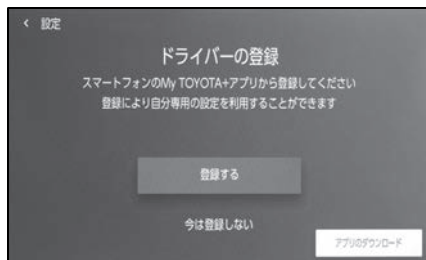 < 設定
ドライバーの登録
スマートフォンのMy TOYOTA+アプリから登録してください
登録により自分専用の設定を利用することができます
登録する
今は登録しない
アプリのダウンロード